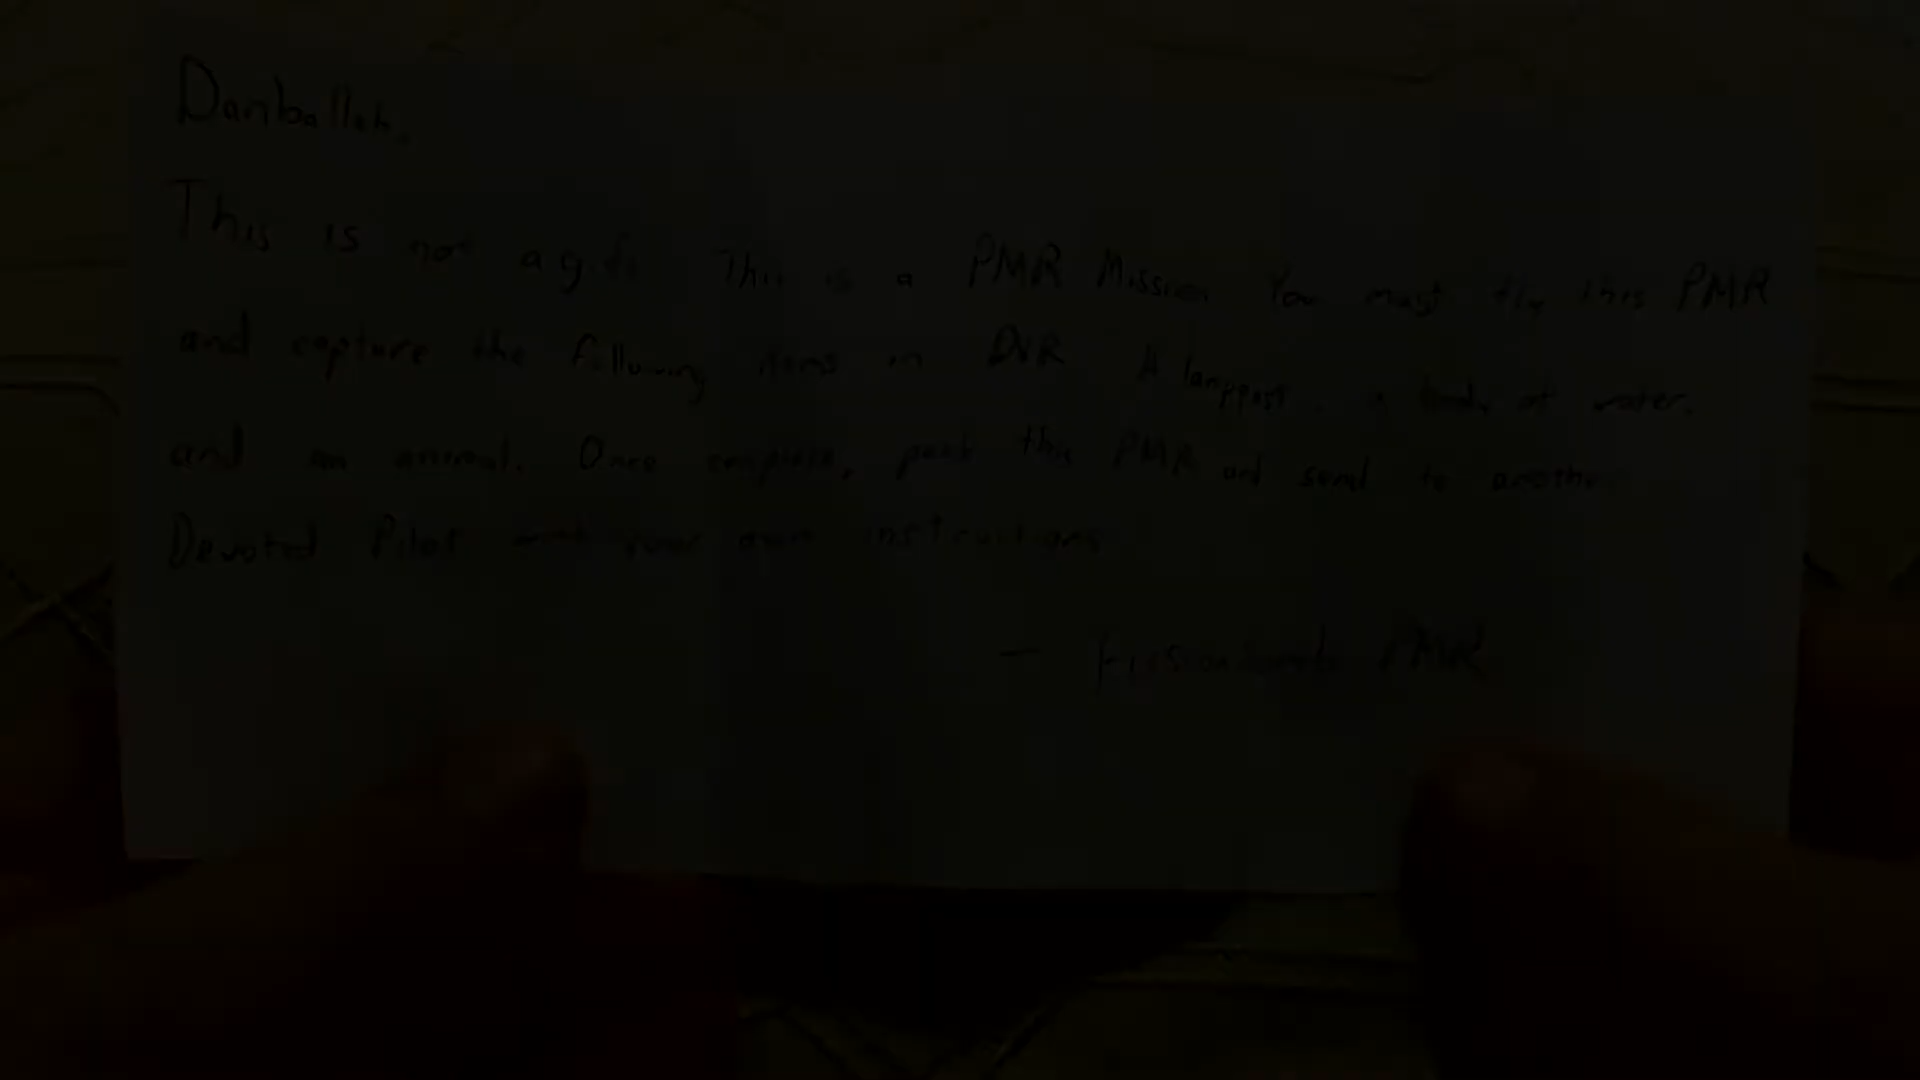 Danballah,
This is not a gift. This is a PMR Mission. You must fly this PMR
and capture the following items in DVR. A lamppost, a body of water,
and an animal. Once complete, pack this PMR and send to another
Devoted Pilot with your own instructions
— PMR